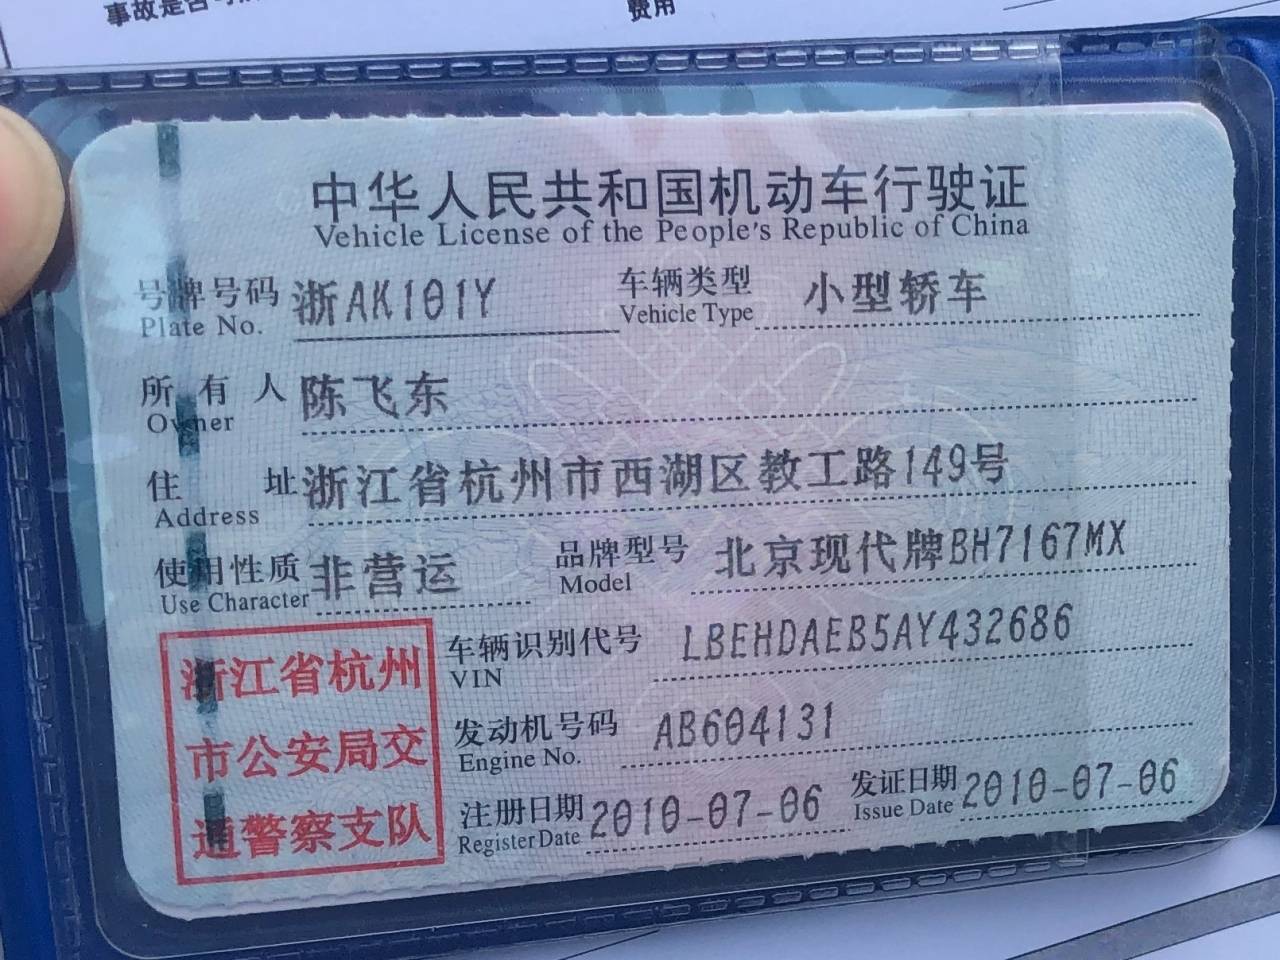 事故是否
费用
中华人民共和国机动车行驶证
Vehicle License of the People's Republic of China
号牌号码 浙AK101Y 车辆类型 小型轿车
Plate No. Vehicle Type
所有人 陈飞东
Owner
住址 浙江省杭州市西湖区教工路149号
Address
使用性质 非营运 品牌型号 北京现代牌BH7167MX
Use Character Model
浙江省杭州
市公安局交
通警察支队
车辆识别代号 LBEHDAEB5AY432686
VIN
发动机号码 AB604131
Engine No.
注册日期 2010-07-06 发证日期 2010-07-06
Register Date Issue Date